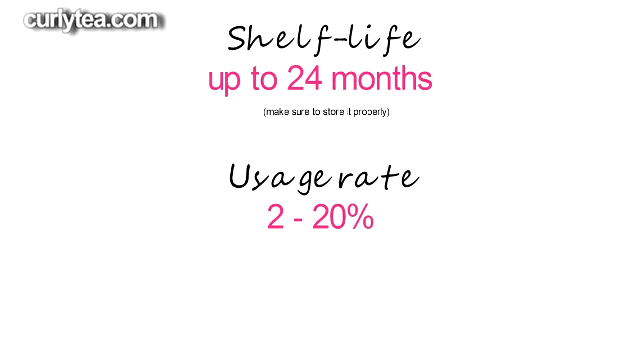 curlytea.com
Shelf-life
up to 24 months
(make sure to store it properly)
Usage rate
2 - 20%